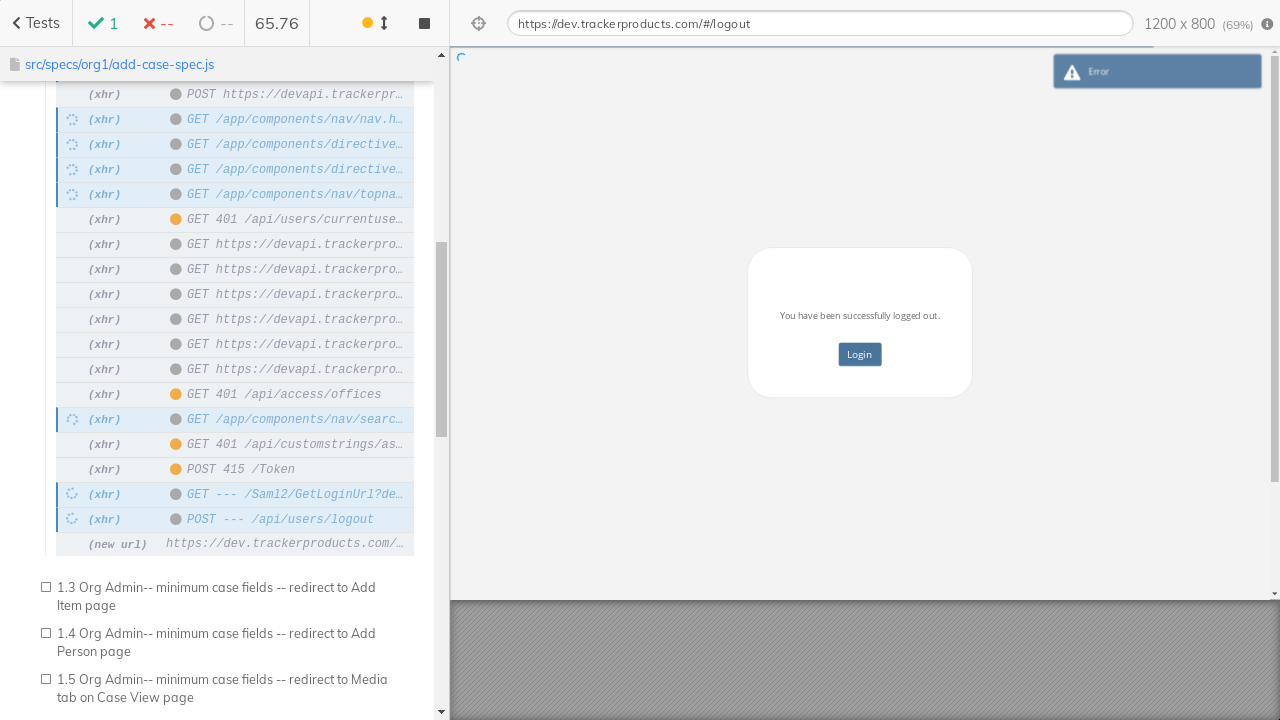 Tests
1
--
--
65.76
https://dev.trackerproducts.com/#/logout
1200 x 800 (69%)
src/specs/org1/add-case-spec.js
(xhr) POST https://devapi.trackerpr…
(xhr) GET /app/components/nav/nav.h…
(xhr) GET /app/components/directive…
(xhr) GET /app/components/directive…
(xhr) GET /app/components/nav/topna…
(xhr) GET 401 /api/users/currentuse…
(xhr) GET https://devapi.trackerpro…
(xhr) GET https://devapi.trackerpro…
(xhr) GET https://devapi.trackerpro…
(xhr) GET https://devapi.trackerpro…
(xhr) GET https://devapi.trackerpro…
(xhr) GET https://devapi.trackerpro…
(xhr) GET 401 /api/access/offices
(xhr) GET /app/components/nav/searc…
(xhr) GET 401 /api/customstrings/as…
(xhr) POST 415 /Token
(xhr) GET --- /Saml2/GetLoginUrl?de…
(xhr) POST --- /api/users/logout
(new url) https://dev.trackerproducts.com/…
1.3 Org Admin-- minimum case fields -- redirect to Add
Item page
1.4 Org Admin-- minimum case fields -- redirect to Add
Person page
1.5 Org Admin-- minimum case fields -- redirect to Media
tab on Case View page
Error
You have been successfully logged out.
Login